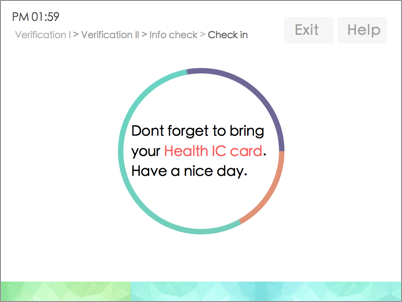 PM 01:59
Verification I > Verification II > Info check > Check in
Exit
Help
Dont forget to bring
your Health IC card.
Have a nice day.